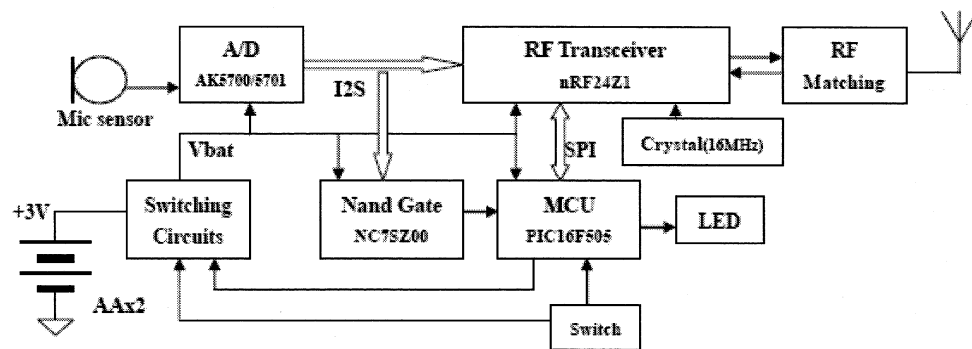 A/D
AK5700/5701
RF Transceiver
nRF24Z1
RF
Matching
I2S
Mic sensor
Vbat
SPI
Crystal(16MHz)
+3V
Switching
Circuits
Nand Gate
NC7SZ00
MCU
PIC16F505
LED
AAx2
Switch